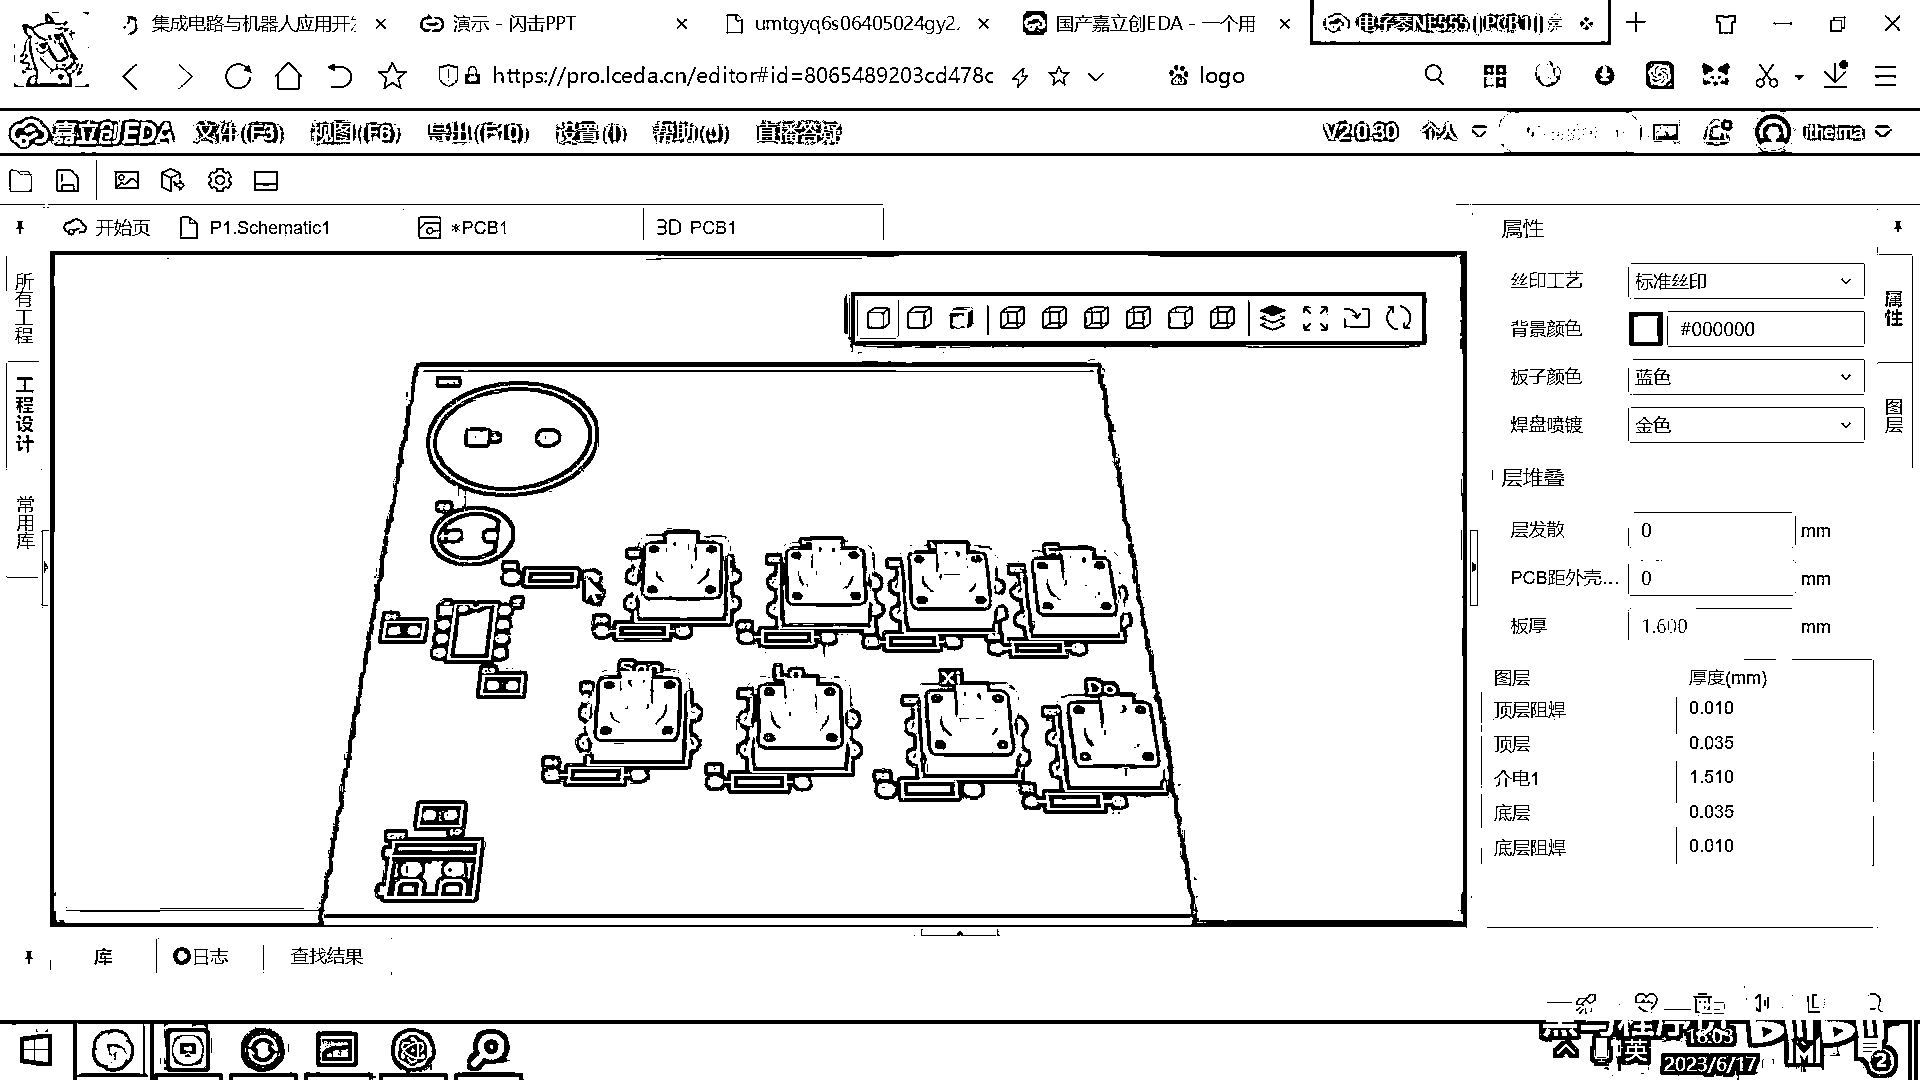 集成电路与机器人应用开发
演示 - 闪击PPT
umtgyq6s06405024gy2.
国产嘉立创EDA - 一个用
电子琴NE555 | PCB1 |
https://pro.lceda.cn/editor#id=8065489203cd478c
logo
嘉立创EDA 文件(F3) 视图(F6) 导出(F10) 设置(I) 帮助(J) 直播答疑
V2.0.30 个人 itheima
开始页 P1.Schematic1 *PCB1 3D PCB1
所有工程
工程设计
常用库
属性
图层
属性
丝印工艺 标准丝印
背景颜色 #000000
板子颜色 蓝色
焊盘喷镀 金色
层堆叠
层发散 0 mm
PCB距外壳... 0 mm
板厚 1.600 mm
图层 厚度(mm)
顶层阻焊 0.010
顶层 0.035
介电1 1.510
底层 0.035
底层阻焊 0.010
Sao La Xi Do
库 日志 查找结果
英
18:03
2023/6/17
2